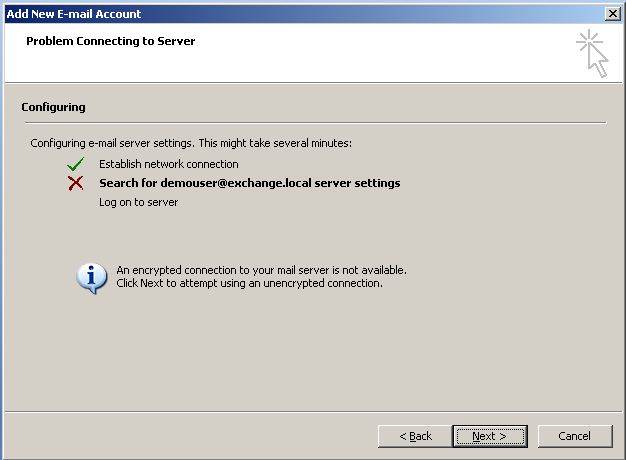 Add New E-mail Account
Problem Connecting to Server
Configuring
Configuring e-mail server settings. This might take several minutes:
Establish network connection
Search for demouser@exchange.local server settings
Log on to server
An encrypted connection to your mail server is not available.
Click Next to attempt using an unencrypted connection.
< Back
Next >
Cancel